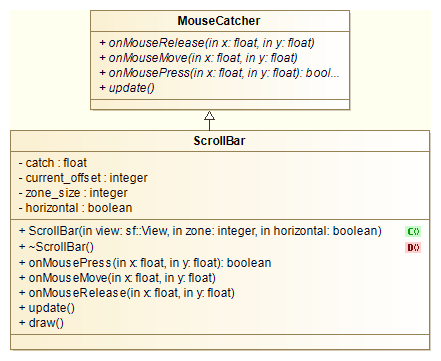 MouseCatcher
+ onMouseRelease(in x: float, in y: float)
+ onMouseMove(in x: float, in y: float)
+ onMousePress(in x: float, in y: float): bool...
+ update()
ScrollBar
- catch : float
- current_offset : integer
- zone_size : integer
- horizontal : boolean
+ ScrollBar(in view: sf::View, in zone: integer, in horizontal: boolean) C()
+ ~ScrollBar() D()
+ onMousePress(in x: float, in y: float): boolean
+ onMouseMove(in x: float, in y: float)
+ onMouseRelease(in x: float, in y: float)
+ update()
+ draw()